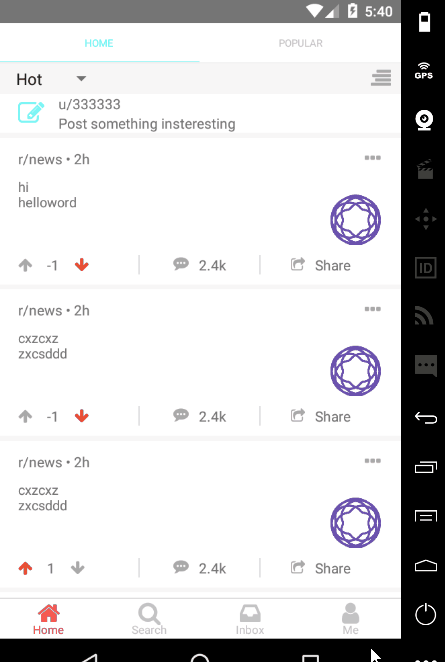 5:40
HOME POPULAR
Hot
u/333333
Post something insteresting
r/news • 2h
hi
helloword
-1 2.4k Share
r/news • 2h
cxzcxz
zxcsddd
-1 2.4k Share
r/news • 2h
cxzcxz
zxcsddd
1 2.4k Share
Home Search Inbox Me
GPS
ID